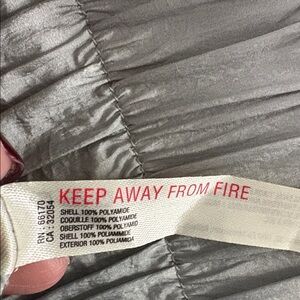 RN : 66170
CA : 32054
KEEP AWAY FROM FIRE
SHELL 100% POLYAMIDE
COQUILLE 100% POLYAMIDE
OBERSTOFF 100% POLYAMID
SHELL 100% POLIAMMIDE
EXTERIOR 100% POLIAMIDA